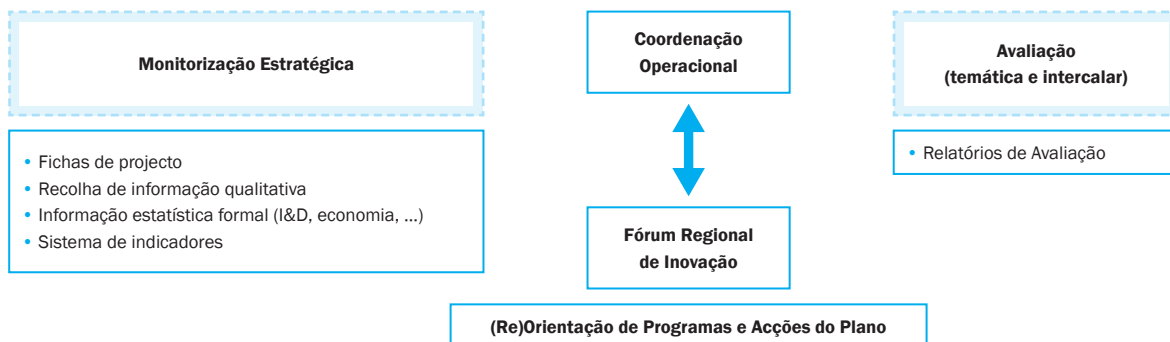 Monitorização Estratégica
• Fichas de projecto
• Recolha de informação qualitativa
• Informação estatística formal (I&D, economia, ...)
• Sistema de indicadores
Coordenação
Operacional
Fórum Regional
de Inovação
(Re)Orientação de Programas e Acções do Plano
Avaliação
(temática e intercalar)
• Relatórios de Avaliação